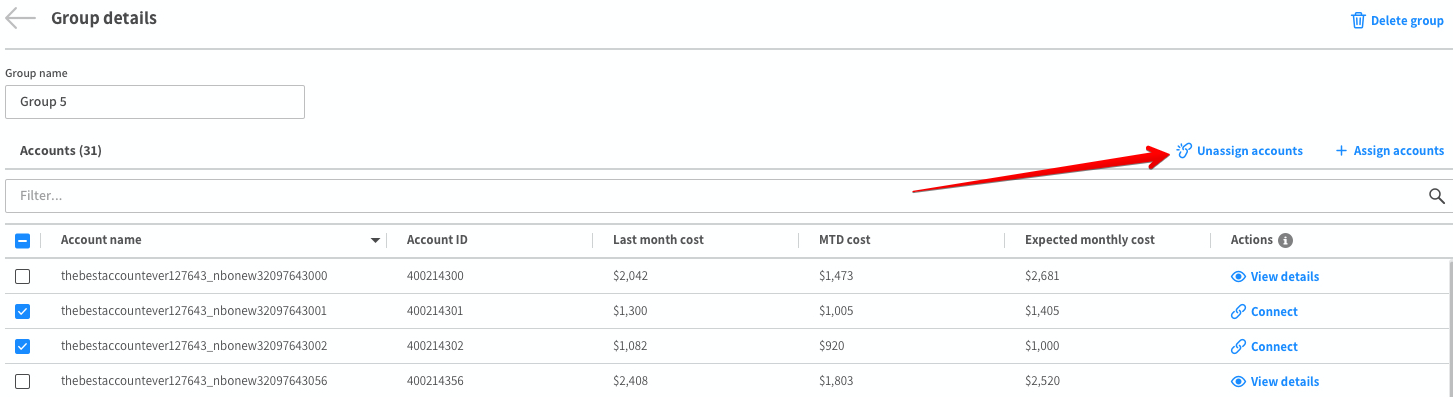 Group details
Delete group
Group name
Group 5
Accounts (31)
Unassign accounts
Assign accounts
Filter...
Account name Account ID Last month cost MTD cost Expected monthly cost Actions
thebestaccountever127643_nbonew32097643000 400214300 $2,042 $1,473 $2,681 View details
thebestaccountever127643_nbonew32097643001 400214301 $1,300 $1,005 $1,405 Connect
thebestaccountever127643_nbonew32097643002 400214302 $1,082 $920 $1,000 Connect
thebestaccountever127643_nbonew32097643056 400214356 $2,408 $1,803 $2,520 View details